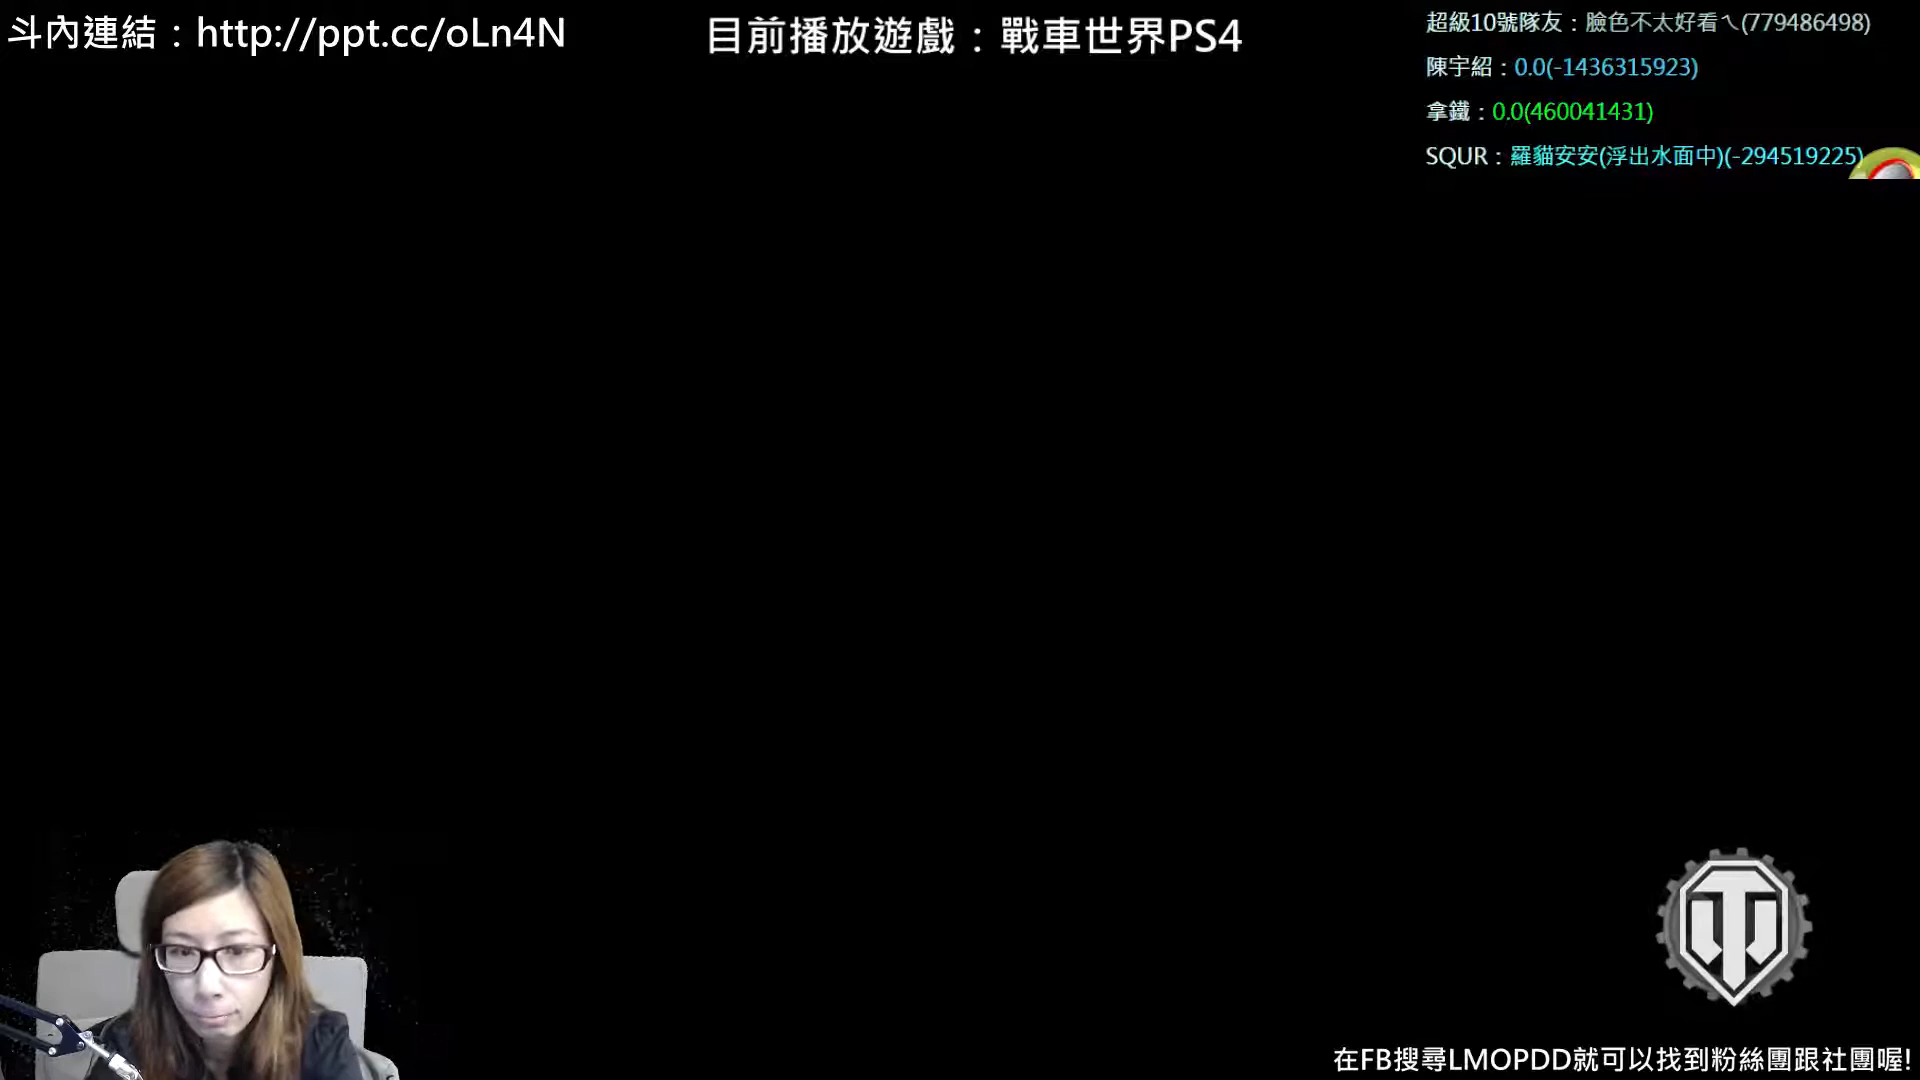 斗內連結：http://ppt.cc/oLn4N
目前播放遊戲：戰車世界PS4
超級10號隊友：臉色不太好看ㄟ(779486498)
陳宇紹：0.0(-1436315923)
拿鐵：0.0(460041431)
SQUR：羅貓安安(浮出水面中)(-294519225)
在FB搜尋LMOPDD就可以找到粉絲團跟社團喔!